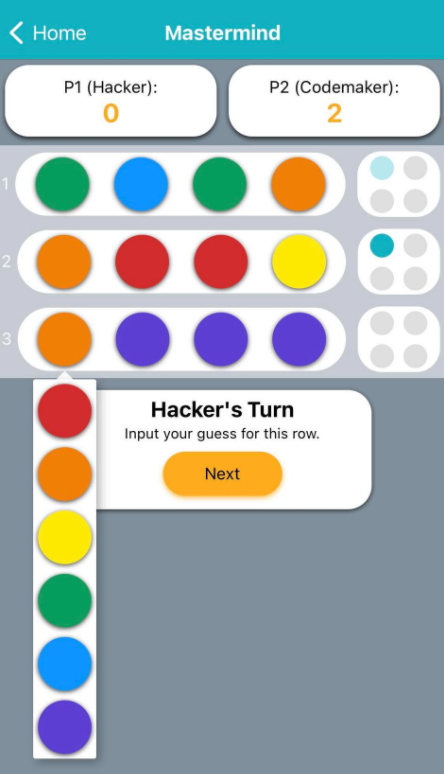 Home
Mastermind
P1 (Hacker):
0
P2 (Codemaker):
2
1
2
3
Hacker's Turn
Input your guess for this row.
Next